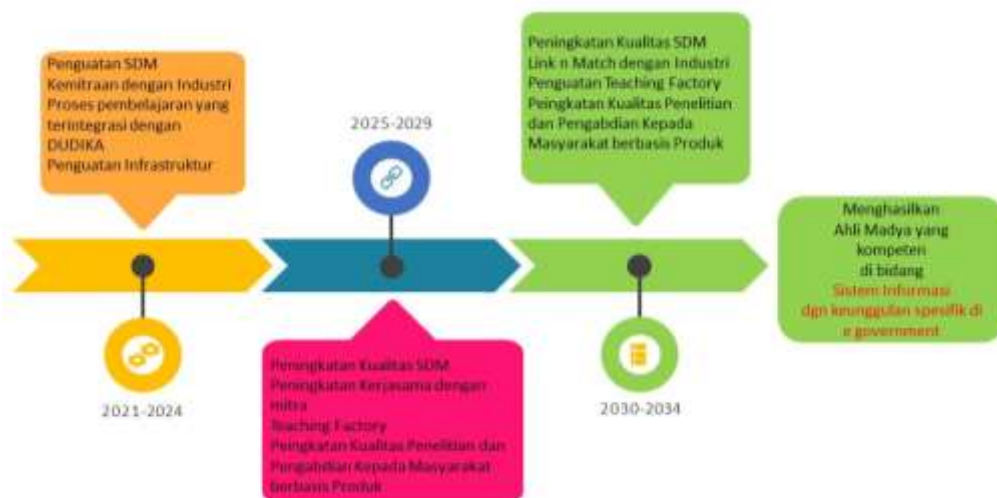 Penguatan SDM
Kemitraan dengan Industri
Proses pembelajaran yang
terintegrasi dengan
DUDIKA
Penguatan Infrastruktur
2021-2024
2025-2029
Peningkatan Kualitas SDM
Peningkatan Kerjasama dengan
mitra
Teaching Factory
Peingkatan Kualitas Penelitian dan
Pengabdian Kepada Masyarakat
berbasis Produk
Peningkatan Kualitas SDM
Link n Match dengan Industri
Penguatan Teaching Factory
Peingkatan Kualitas Penelitian
dan Pengabdian Kepada
Masyarakat berbasis Produk
2030-2034
Menghasilkan
Ahli Madya yang
kompeten
di bidang
Sistem Informasi
dgn keunggulan spesifik di
e government